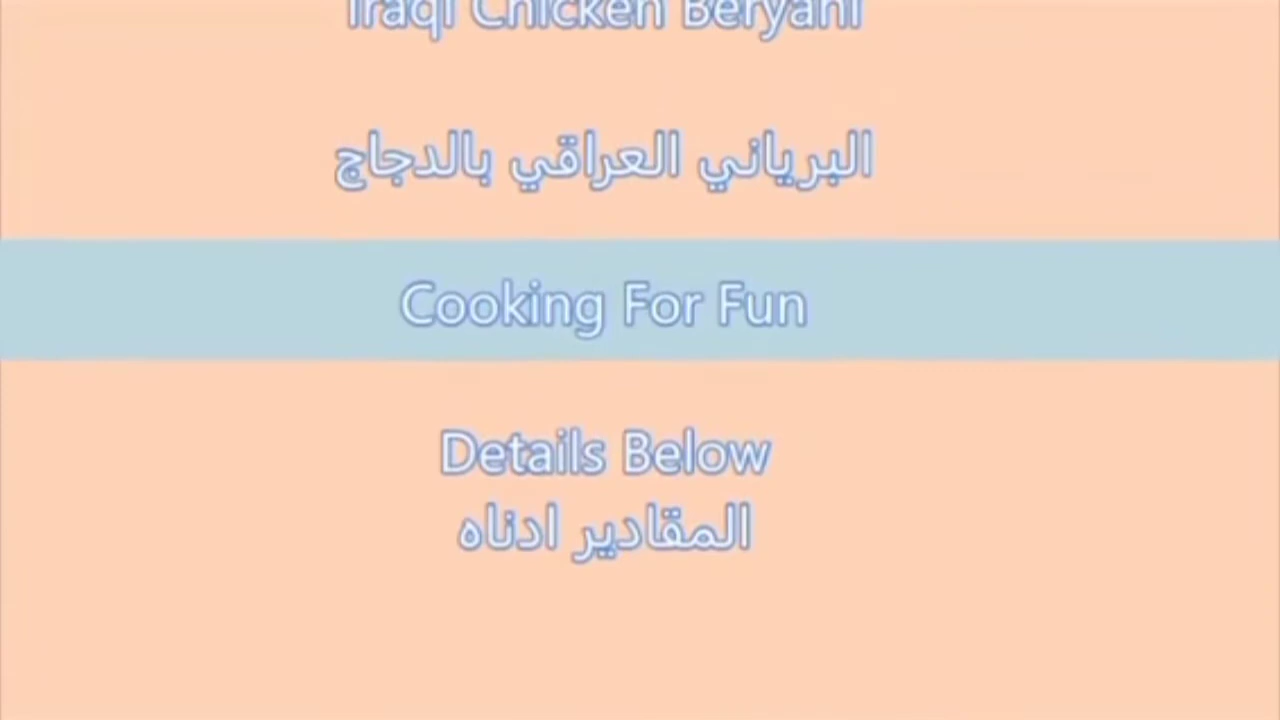 Iraqi Chicken Beryani
البرياني العراقي بالدجاج
Cooking For Fun
Details Below
المقادير ادناه